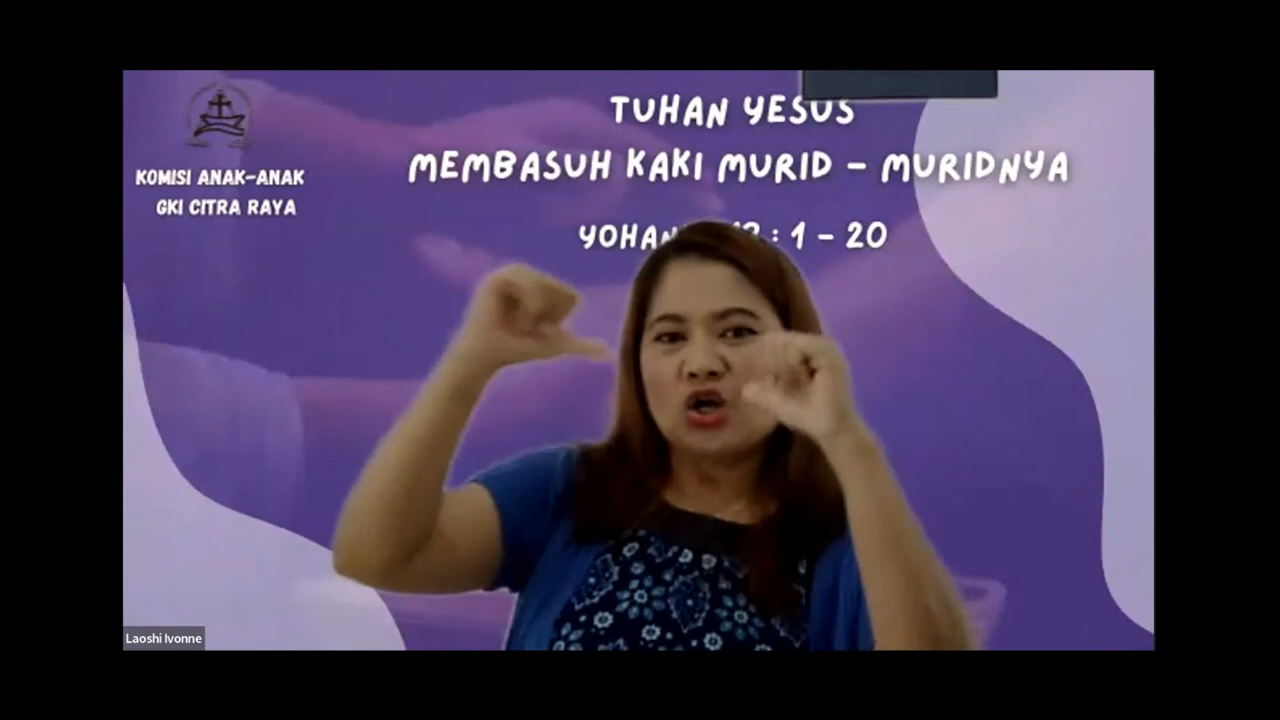 TUHAN YESUS
MEMBASUH KAKI MURID - MURIDNYA
KOMISI ANAK-ANAK
GKI CITRA RAYA
: 1 - 20
Laoshi Ivonne